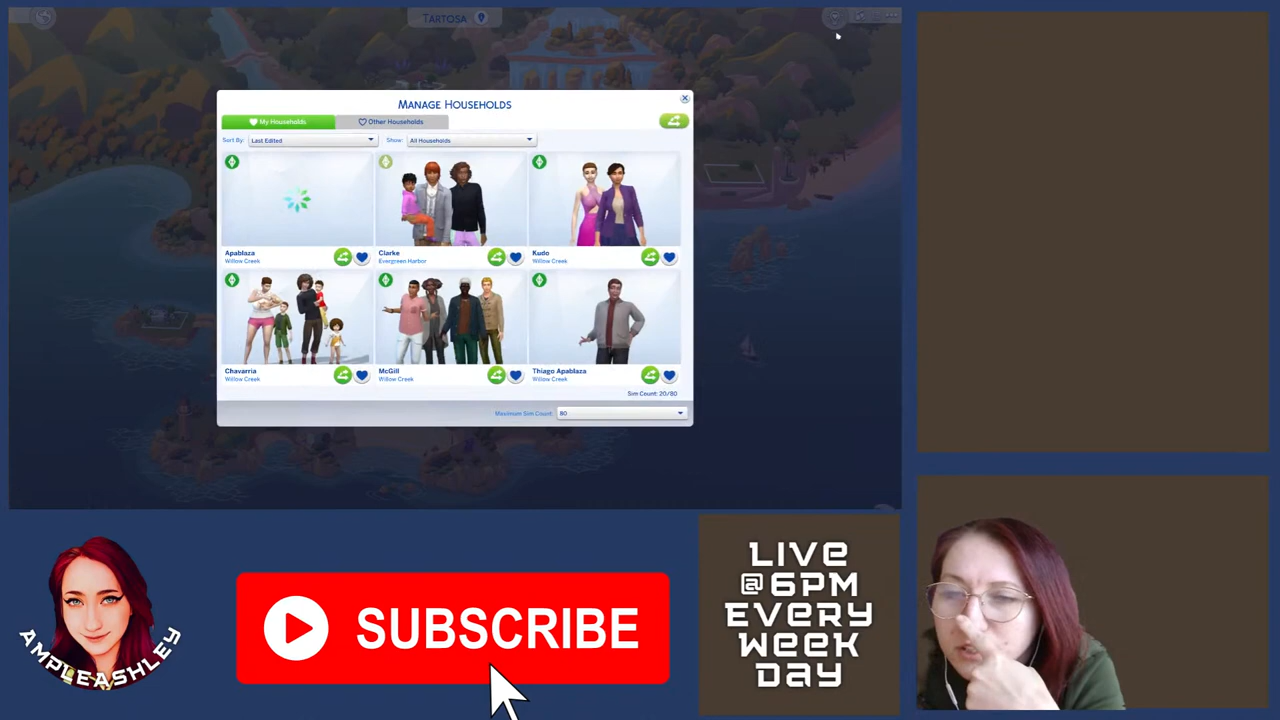 TARTOSA
MANAGE HOUSEHOLDS
My Households
Other Households
Sort By:
Last Edited
Show:
All Households
Apablaza
Willow Creek
Clarke
Evergreen Harbor
Kudo
Willow Creek
Chavarria
Willow Creek
McGill
Willow Creek
Thiago Apablaza
Willow Creek
Sim Count: 20/80
Maximum Sim Count:
80
AMPLEASHLEY
SUBSCRIBE
LIVE
@6PM
EVERY
WEEK
DAY